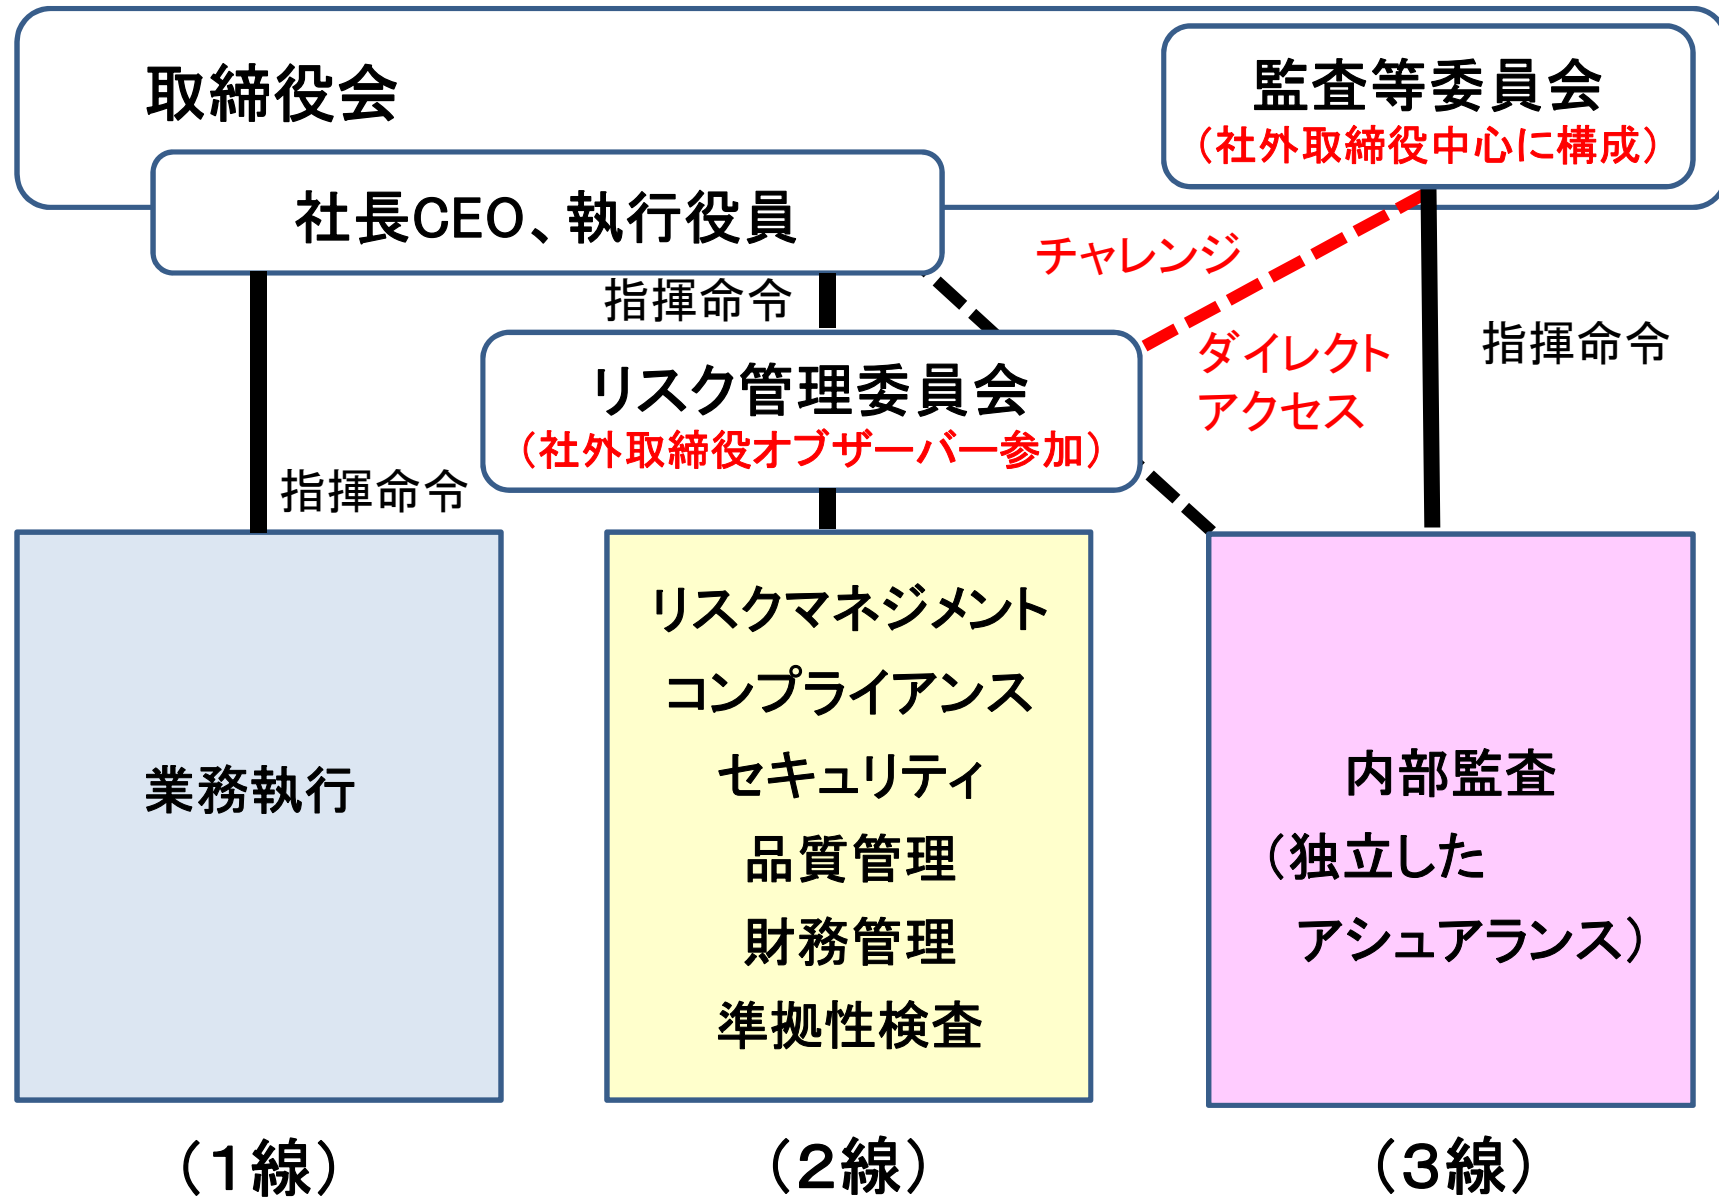 取締役会
監査等委員会
（社外取締役中心に構成）
社長CEO、執行役員
チャレンジ
指揮命令
ダイレクト
アクセス
指揮命令
リスク管理委員会
（社外取締役オブザーバー参加）
指揮命令
業務執行
リスクマネジメント
コンプライアンス
セキュリティ
品質管理
財務管理
準拠性検査
内部監査
（独立した
アシュアランス）
（１線）
（２線）
（３線）